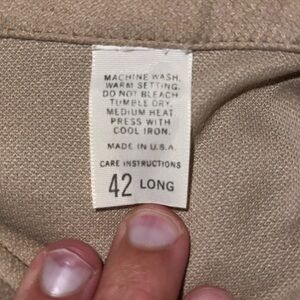 MACHINE WASH,
WARM SETTING.
DO NOT BLEACH
TUMBLE DRY,
MEDIUM HEAT
PRESS WITH
COOL IRON.
MADE IN U.S.A.
CARE INSTRUCTIONS
42 LONG